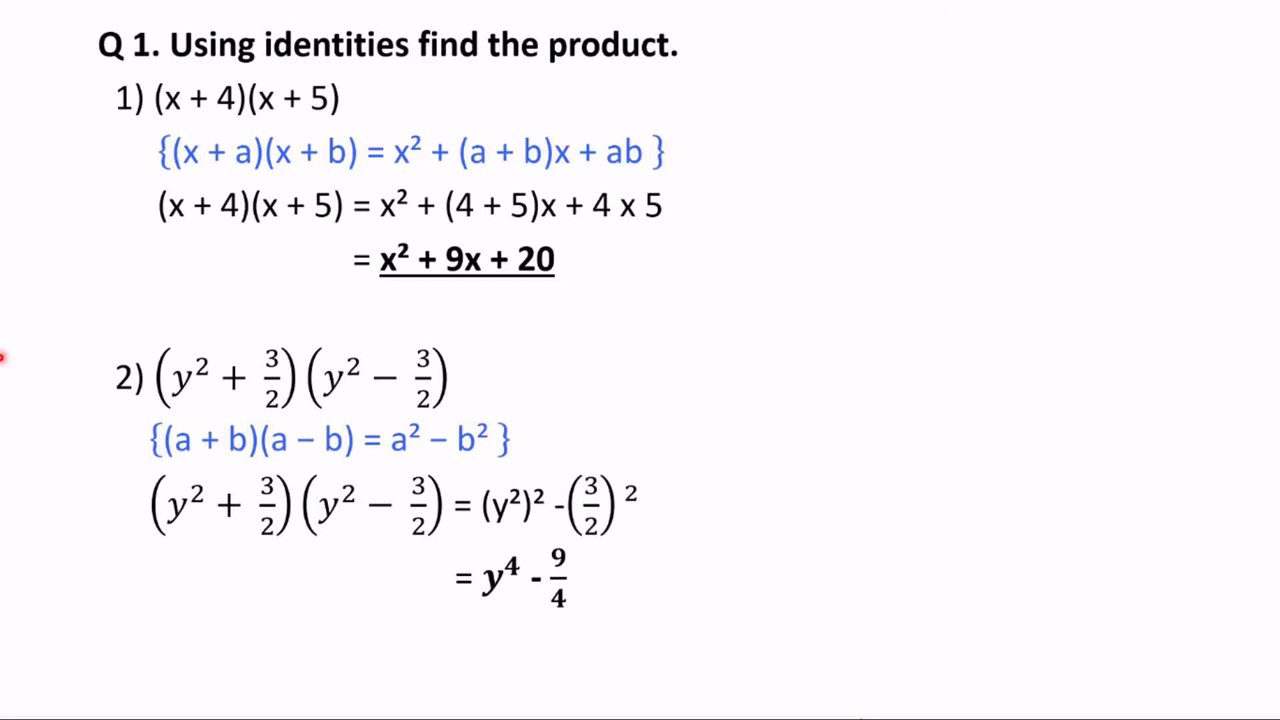 Q 1. Using identities find the product.
1) (x + 4)(x + 5)
{(x + a)(x + b) = x² + (a + b)x + ab }
(x + 4)(x + 5) = x² + (4 + 5)x + 4 x 5
= x² + 9x + 20
2) (y² + 3/2)(y² − 3/2)
{(a + b)(a − b) = a² − b² }
(y² + 3/2)(y² − 3/2) = (y²)² -(3/2)²
= y⁴ - 9/4